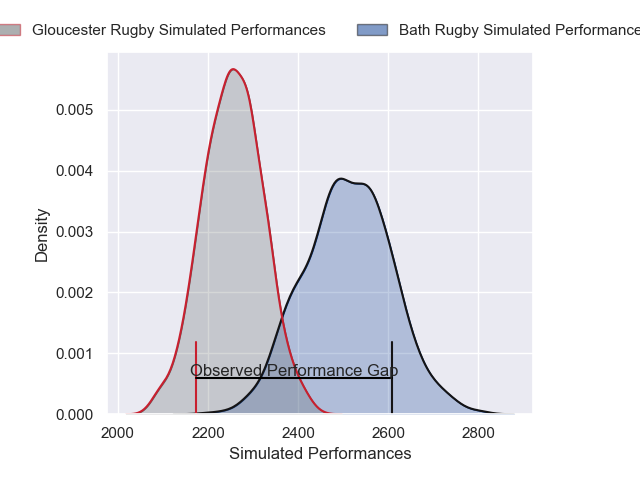 Gloucester Rugby Simulated Performances
Bath Rugby Simulated Performance
0.005
0.004
0.003
0.002
0.001
0.000
Density
Observed Performance Gap
2000
2200
2400
2600
2800
Simulated Performances